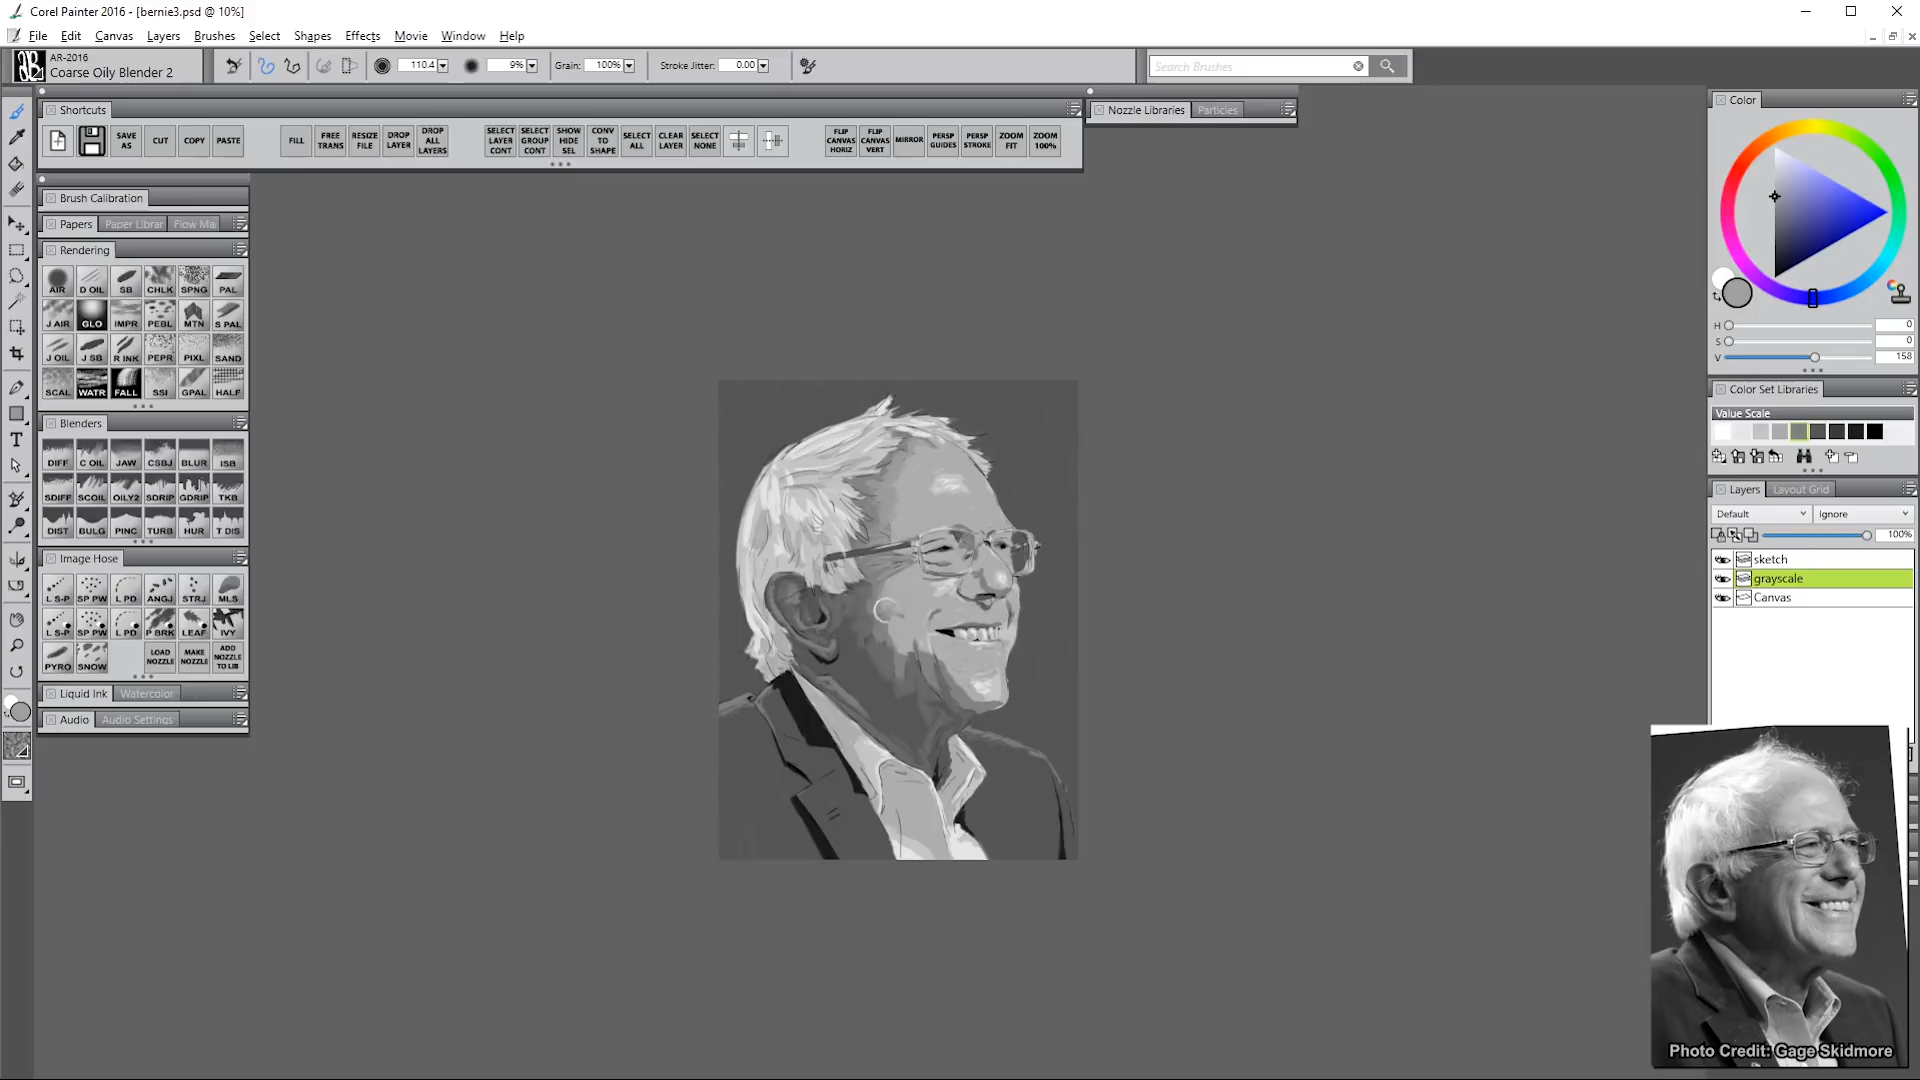 Corel Painter 2016 - [bernie3.psd @ 10%]
File Edit Canvas Layers Brushes Select Shapes Effects Movie Window Help
AR-2016
Coarse Oily Blender 2
110.4 9% Grain: 100% Stroke Jitter: 0.00 Search Brushes
Shortcuts
SAVE AS CUT COPY PASTE FILL FREE TRANS RESIZE FILE DROP LAYER DROP ALL LAYERS SELECT LAYER CONT SELECT GROUP CONT SHOW HIDE SEL CONV TO SHAPE SELECT ALL CLEAR LAYER SELECT NONE FLIP CANVAS HORIZ FLIP CANVAS VERT MIRROR PERSP GUIDES PERSP STROKE ZOOM FIT ZOOM 100%
Nozzle Libraries Particles
Brush Calibration
Papers Paper Librar Flow Ma
Rendering
AIR D OIL SB CHLK SPNG PAL
J AIR GLO IMPR PEBL MTN S PAL
J OIL J SB R INK PEPR PIXL SAND
SCAL WATR FALL SSI GPAL HALF
Blenders
DIFF C OIL JAW CSBJ BLUR ISB
SDIFF SCOIL OILY2 SDRIP GDRIP TKB
DIST BULG PINC TURB HUR T DIS
Image Hose
L S-P SP PW L PD ANGJ STRJ MLS
L S-P SP PW L PD P BRK LEAF IVY
PYRO SNOW LOAD NOZZLE MAKE NOZZLE ADD NOZZLE TO LIB
Liquid Ink Watercolor
Audio Audio Settings
Color
H 0
S 0
V 158
Color Set Libraries
Value Scale
Layers Layout Grid
Default Ignore
100%
sketch
grayscale
Canvas
Photo Credit: Gage Skidmore